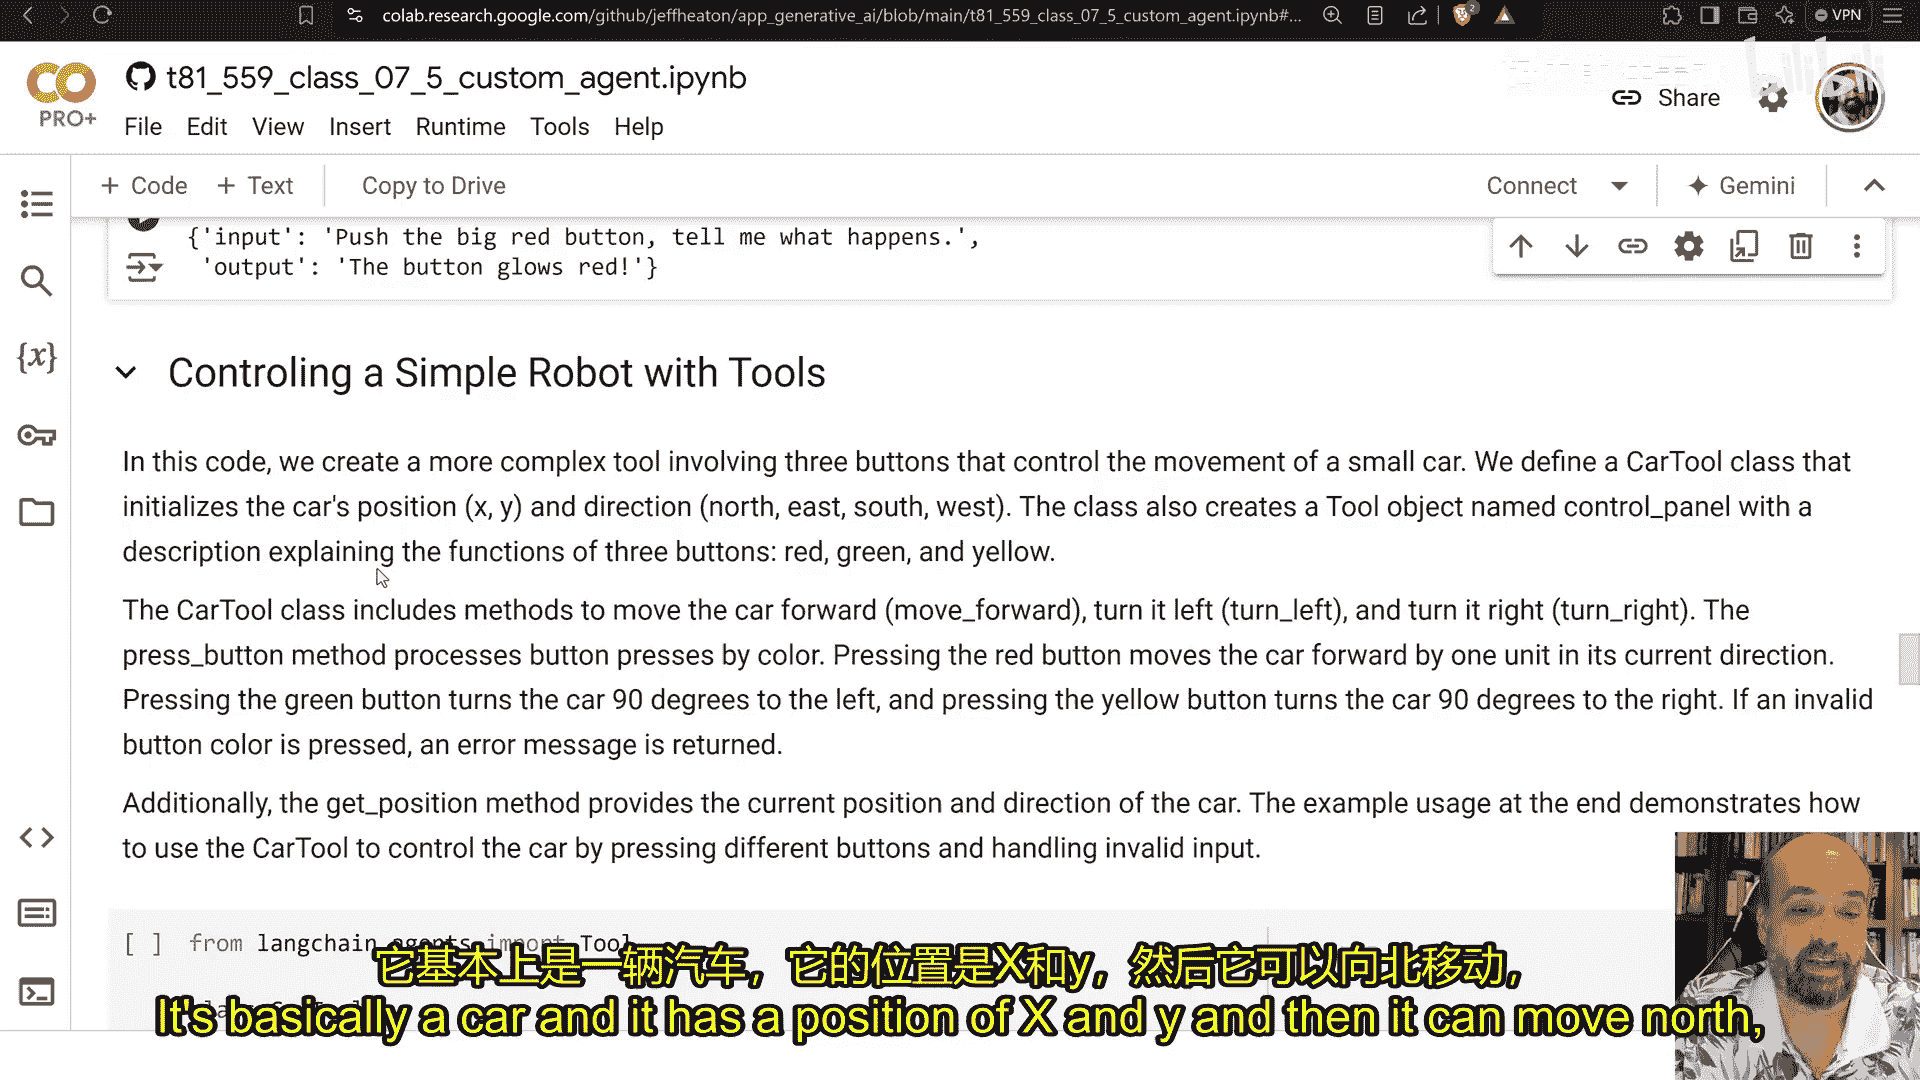 colab.research.google.com/github/jeffheaton/app_generative_ai/blob/main/t81_559_class_07_5_custom_agent.ipynb#...
2
VPN
CO
PRO+
t81_559_class_07_5_custom_agent.ipynb
File Edit View Insert Runtime Tools Help
Share
+ Code + Text Copy to Drive
Connect
Gemini
{'input': 'Push the big red button, tell me what happens.',
'output': 'The button glows red!'}
Controling a Simple Robot with Tools
In this code, we create a more complex tool involving three buttons that control the movement of a small car. We define a CarTool class that
initializes the car's position (x, y) and direction (north, east, south, west). The class also creates a Tool object named control_panel with a
description explaining the functions of three buttons: red, green, and yellow.
The CarTool class includes methods to move the car forward (move_forward), turn it left (turn_left), and turn it right (turn_right). The
press_button method processes button presses by color. Pressing the red button moves the car forward by one unit in its current direction.
Pressing the green button turns the car 90 degrees to the left, and pressing the yellow button turns the car 90 degrees to the right. If an invalid
button color is pressed, an error message is returned.
Additionally, the get_position method provides the current position and direction of the car. The example usage at the end demonstrates how
to use the CarTool to control the car by pressing different buttons and handling invalid input.
[ ] from langchain.agents import Tool
它基本上是一辆汽车，它的位置是X和y，然后它可以向北移动，
It's basically a car and it has a position of X and y and then it can move north,